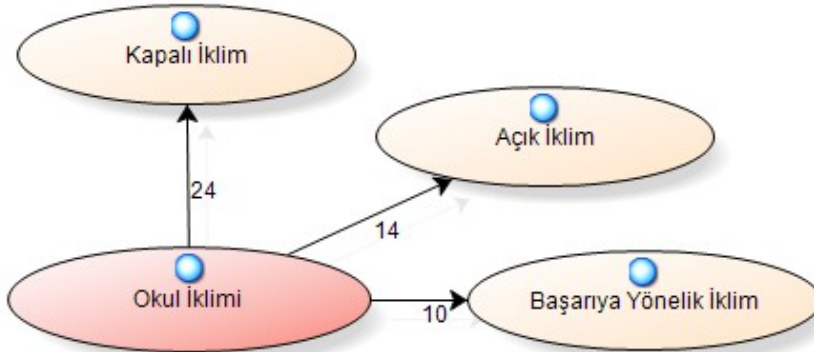 Kapalı İklim
Açık İklim
24
14
Okul İklimi
Başarıya Yönelik İklim
10